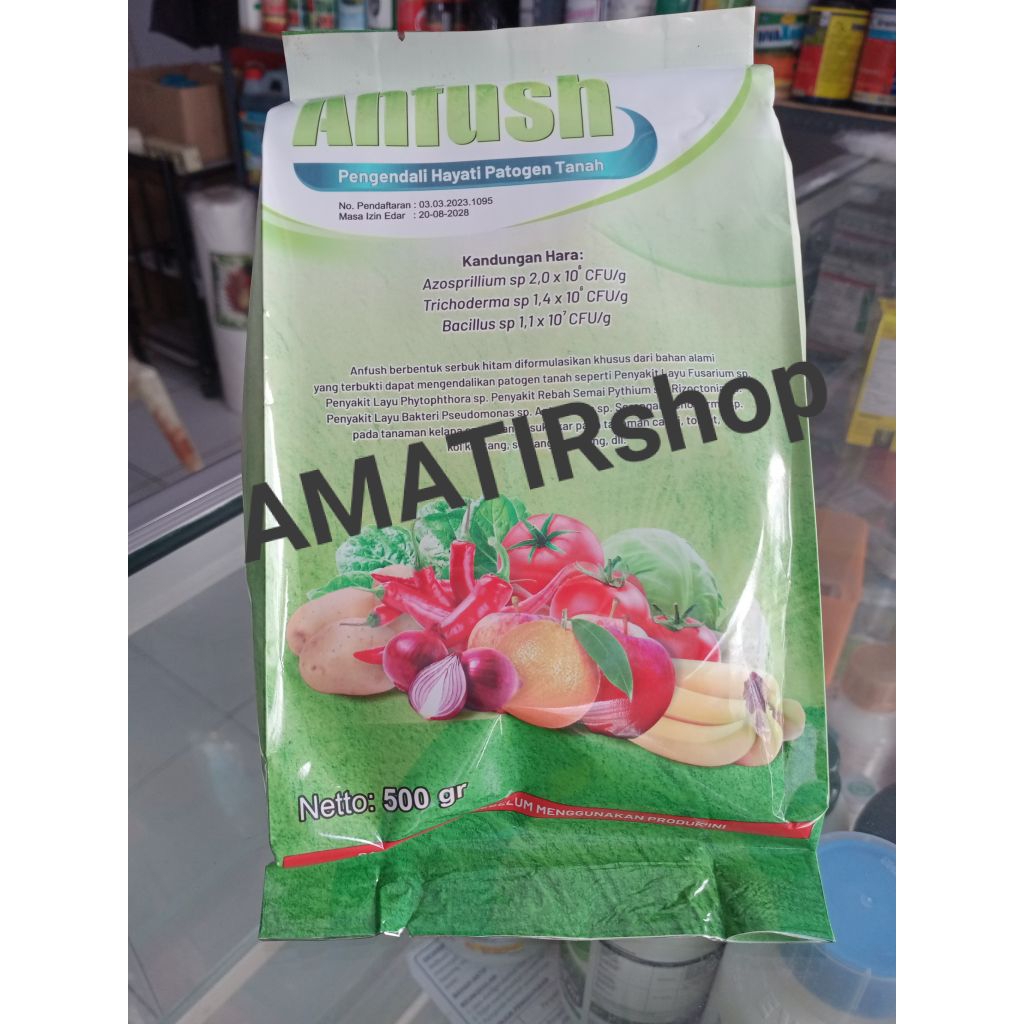 Anfush
Pengendali Hayati Patogen Tanah
No. Pendaftaran : 03.03.2023.1095
Masa Izin Edar : 20-08-2028
Kandungan Hara:
Azosprillium sp 2,0 x 10⁸ CFU/g
Trichoderma sp 1,4 x 10⁶ CFU/g
Bacillus sp 1,1 x 10⁷ CFU/g
Anfush berbentuk serbuk hitam diformulasikan khusus dari bahan alami
yang terbukti dapat mengendalikan patogen tanah seperti Penyakit Layu Fusarium sp,
Penyakit Layu Phytophthora sp. Penyakit Rebah Semai Pythium
Penyakit Layu Bakteri Pseudomonas sp.
pada tanaman kelapa
dll.
AMATIRshop
Netto: 500 gr
MENGGUNAKAN PRODUK INI